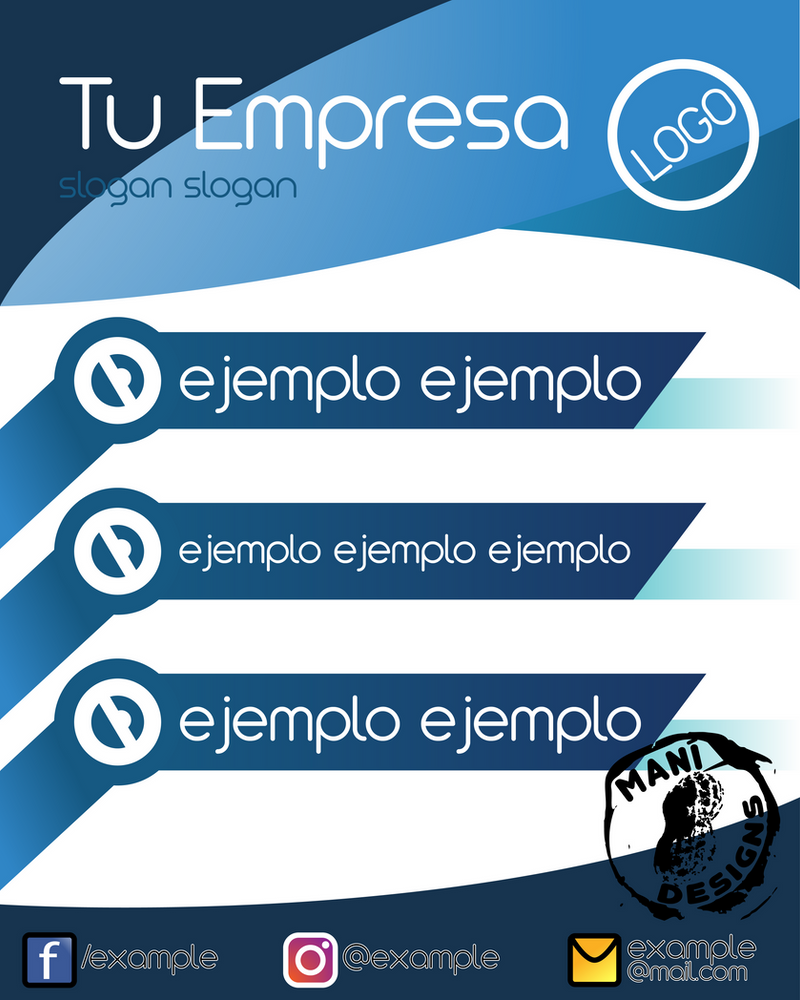 Tu Empresa
LOGO
slogan slogan
ejemplo ejemplo
ejemplo ejemplo ejemplo
ejemplo ejemplo
MANÍ
DESIGNS
/example
@example
example
@mail.com